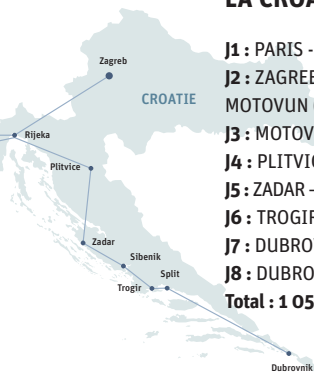 LA CROA
J1 : PARIS -
J2 : ZAGREB
MOTOVUN
J3 : MOTOV
J4 : PLITVIC
J5 : ZADAR -
J6 : TROGIR
J7 : DUBROV
J8 : DUBRO
Total : 1 05
Zagreb
CROATIE
Rijeka
Plitvice
Zadar
Sibenik
Split
Trogir
Dubrovnik